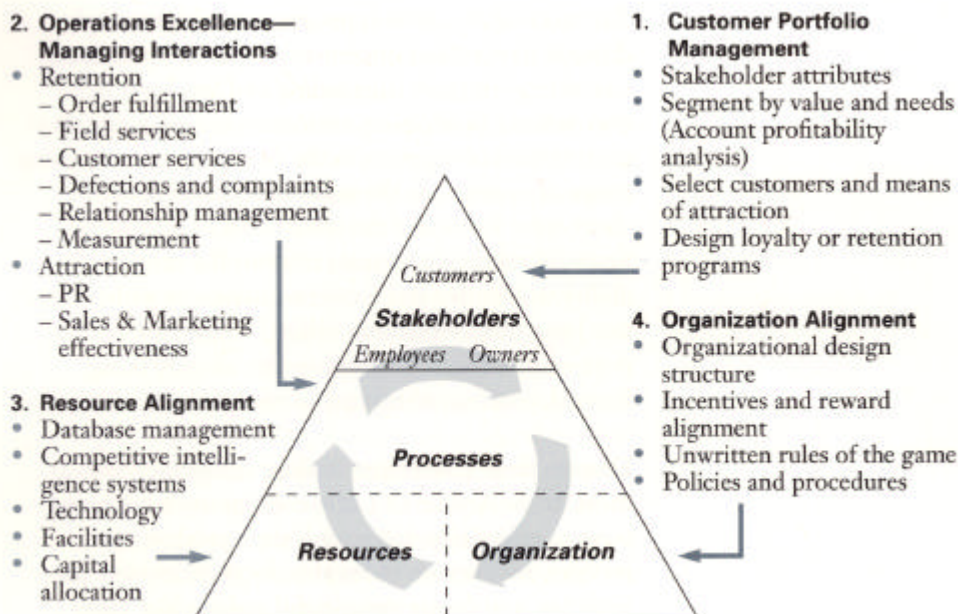 2. Operations Excellence—
Managing Interactions
• Retention
– Order fulfillment
– Field services
– Customer services
– Defections and complaints
– Relationship management
– Measurement
• Attraction
– PR
– Sales & Marketing
effectiveness
3. Resource Alignment
• Database management
• Competitive intelli-
gence systems
• Technology
• Facilities
• Capital
allocation
1. Customer Portfolio
Management
• Stakeholder attributes
• Segment by value and needs
(Account profitability
analysis)
• Select customers and means
of attraction
• Design loyalty or retention
programs
4. Organization Alignment
• Organizational design
structure
• Incentives and reward
alignment
• Unwritten rules of the game
• Policies and procedures
Customers
Stakeholders
Employees Owners
Processes
Resources Organization